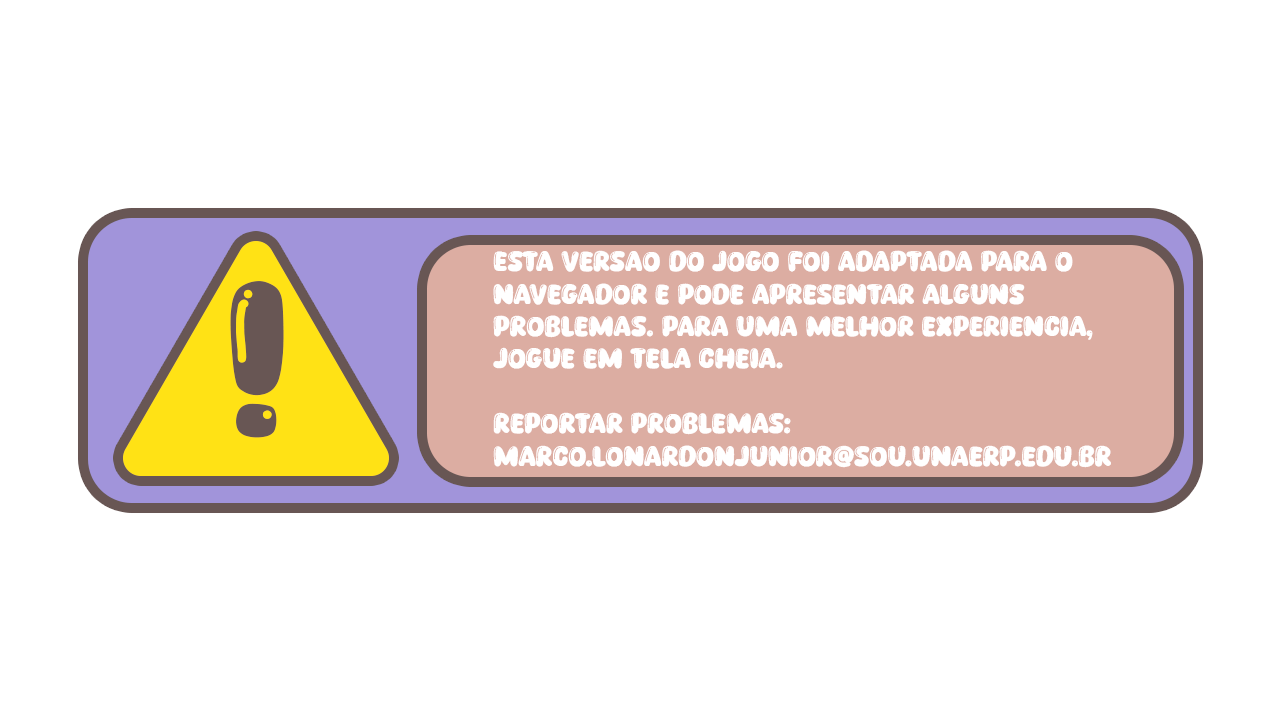 ESTA VERSAO DO JOGO FOI ADAPTADA PARA O
NAVEGADOR E PODE APRESENTAR ALGUNS
PROBLEMAS. PARA UMA MELHOR EXPERIENCIA,
JOGUE EM TELA CHEIA.
REPORTAR PROBLEMAS:
MARCO.LONARDONJUNIOR@SOU.UNAERP.EDU.BR